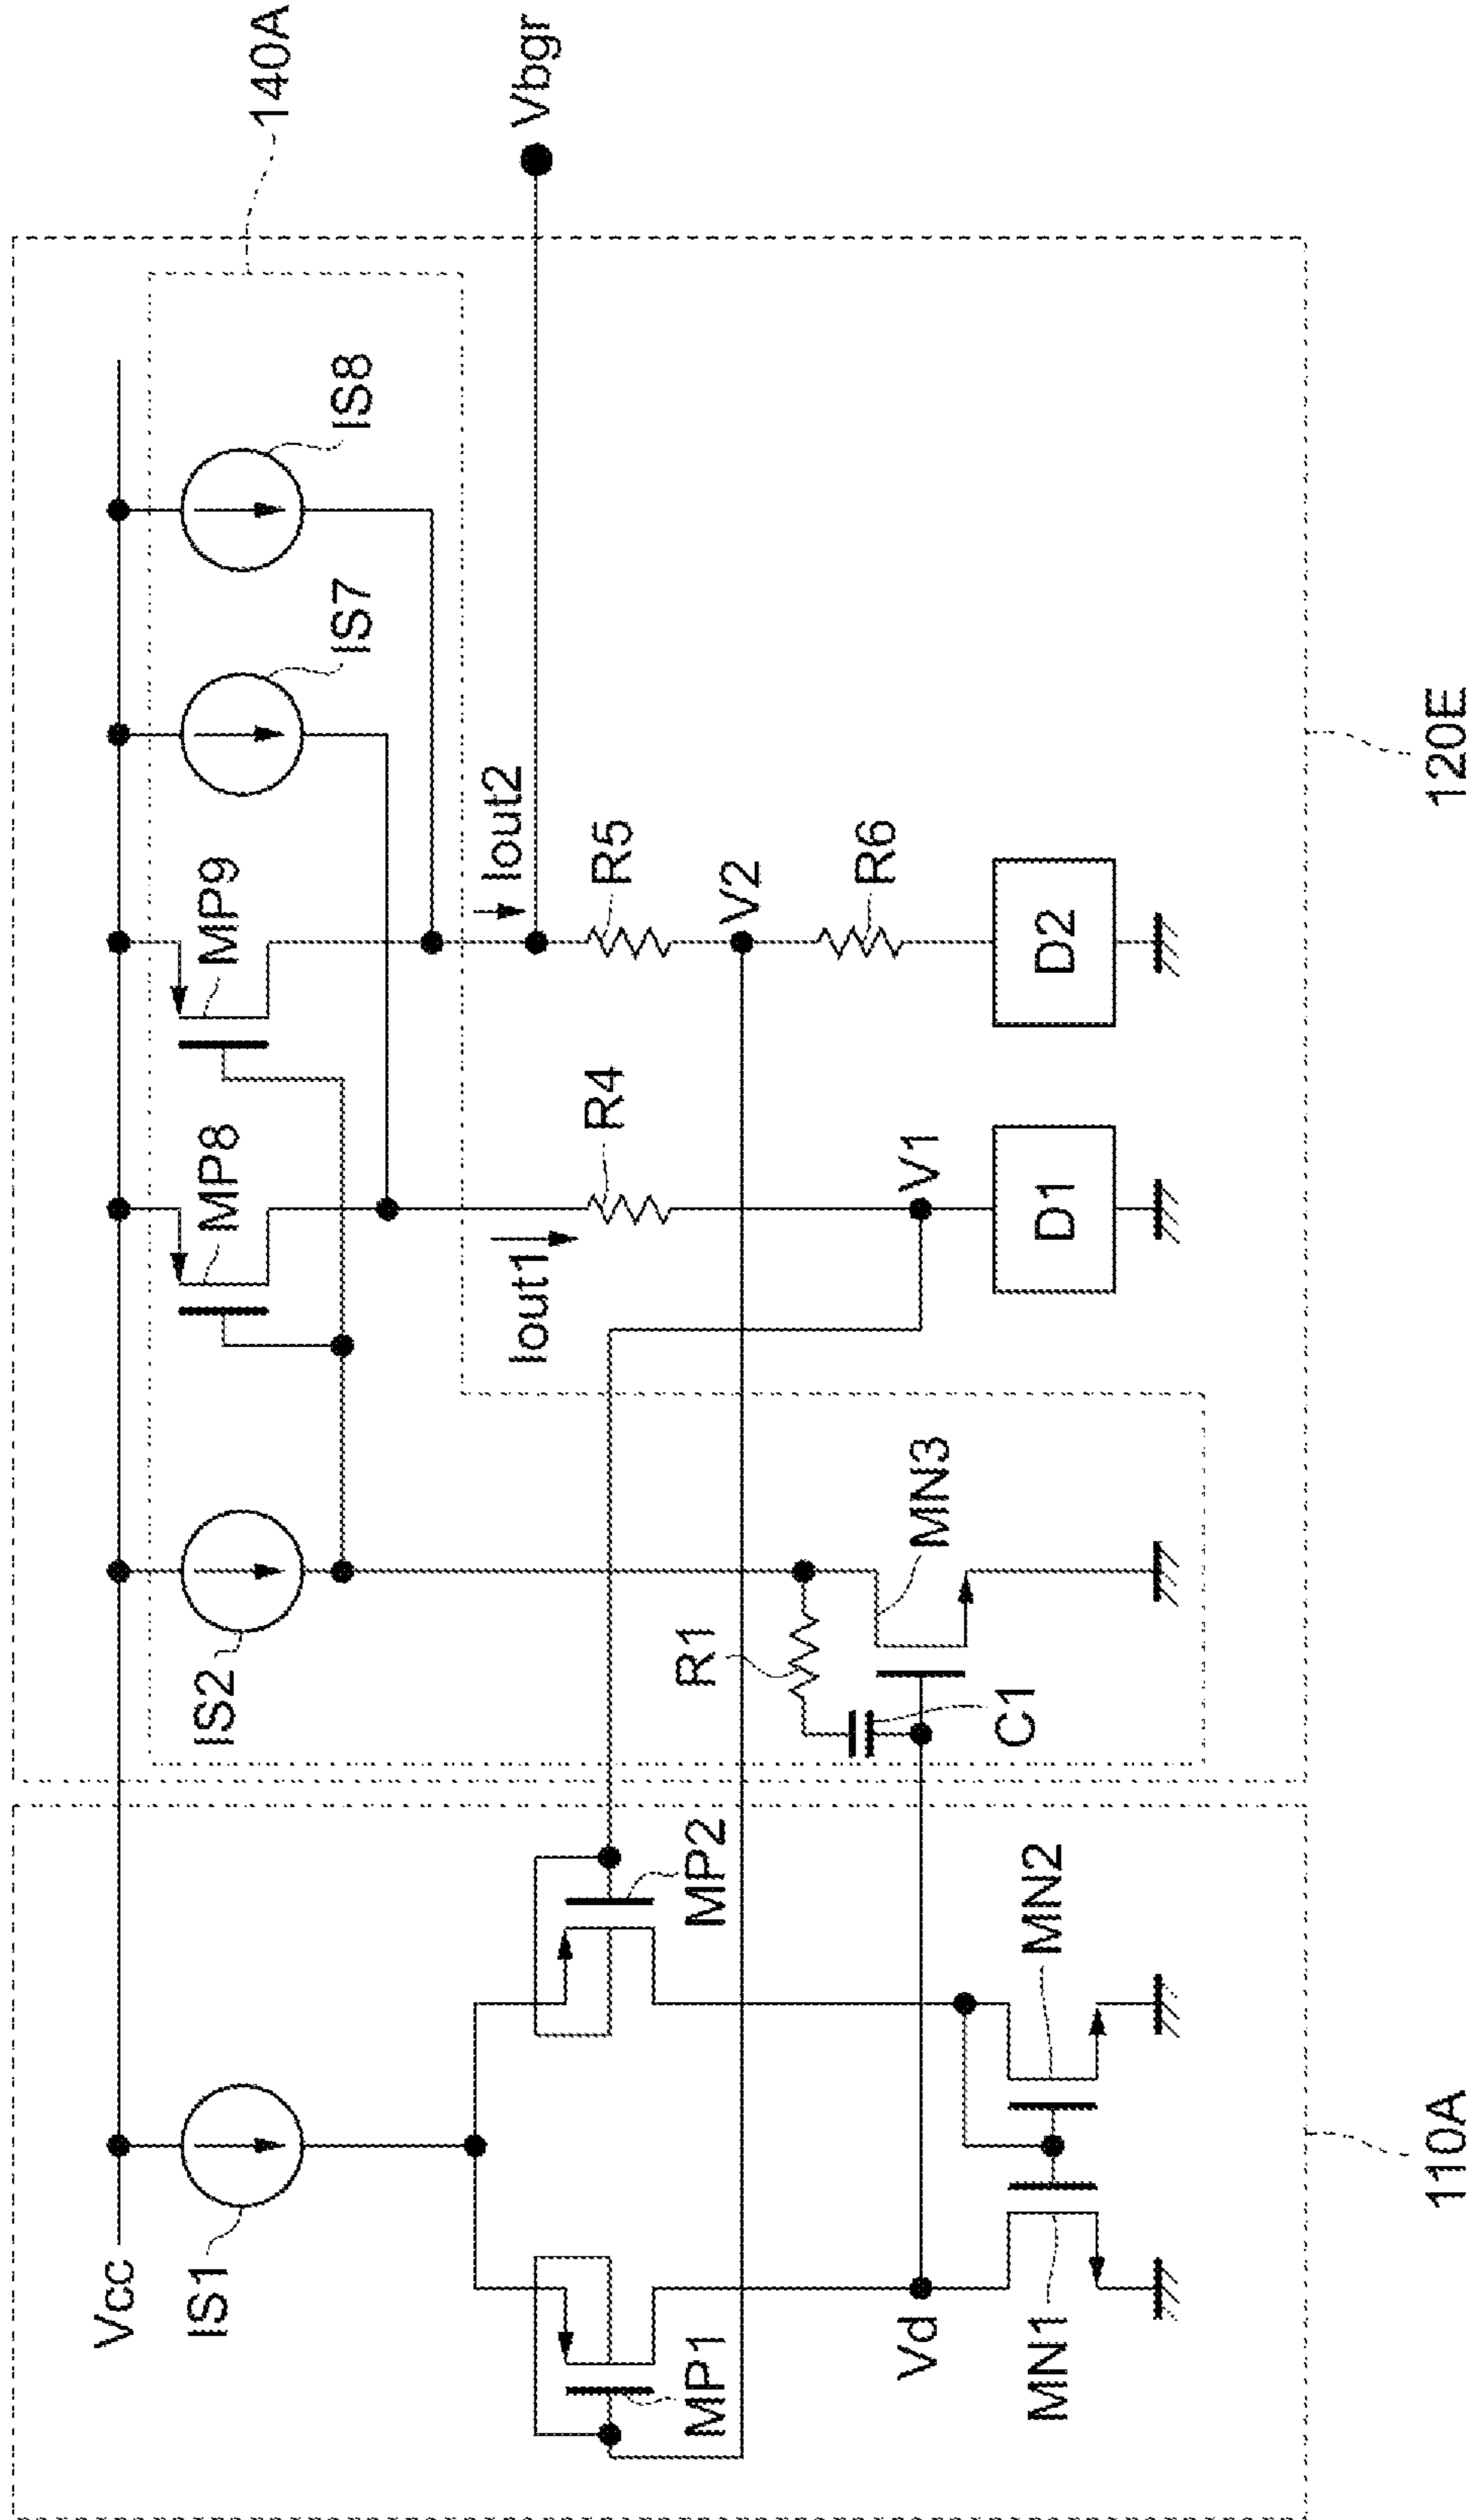 140A
Vcc
IS1
IS2
MP8
MP9
IS7
IS8
Iout1
Iout2
Vbgr
R4
R5
MP1
MP2
R1
V2
Vd
C1
MN3
V1
R6
MN1
MN2
D1
D2
110A
120E